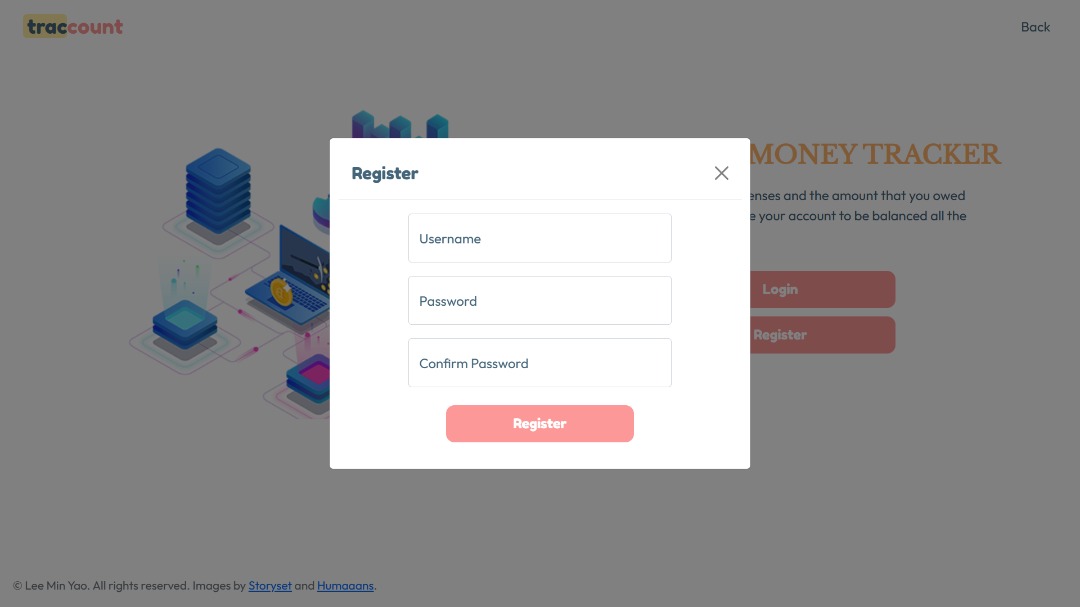 traccount
Back
Register
MONEY TRACKER
enses and the amount that you owed
e your account to be balanced all the
Username
Password
Confirm Password
Login
Register
Register
© Lee Min Yao. All rights reserved. Images by Storyset and Humaaans.